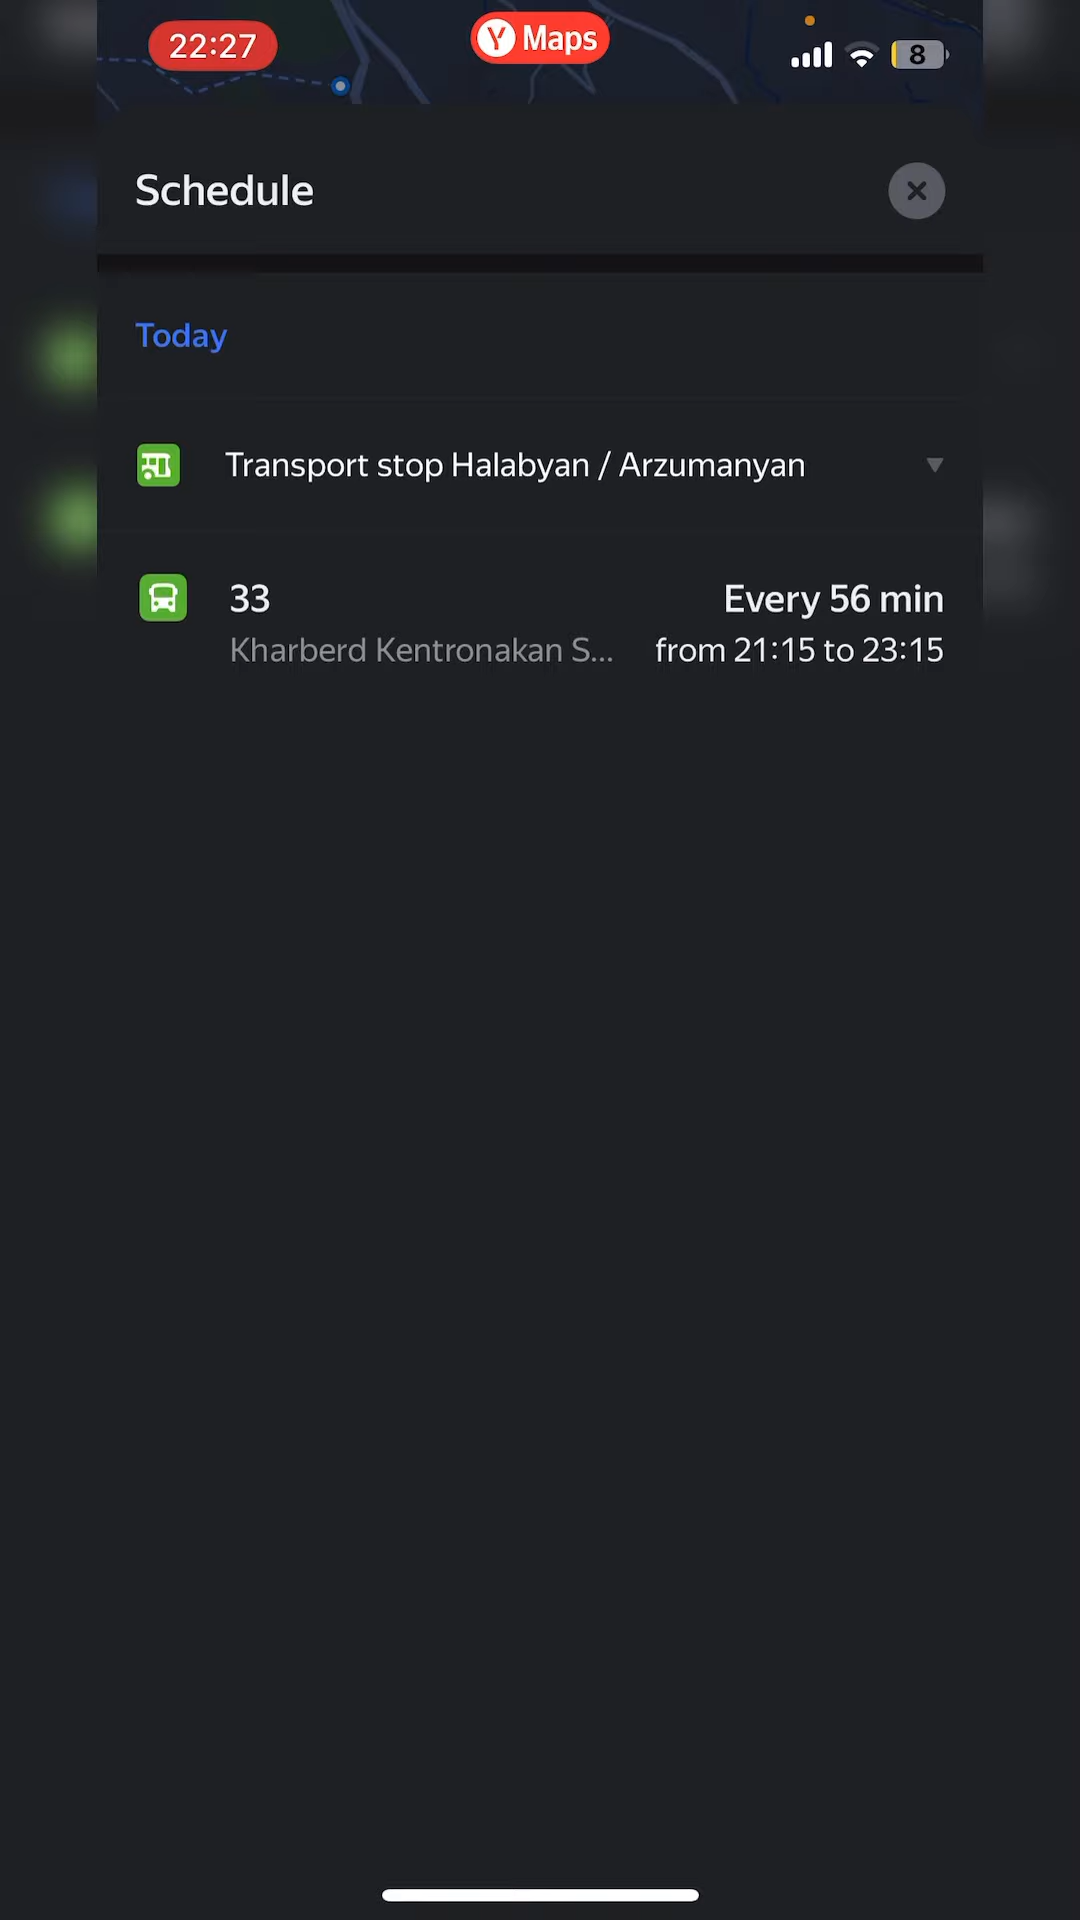 22:27
Y Maps
8
Schedule
Today
Transport stop Halabyan / Arzumanyan
33
Every 56 min
Kharberd Kentronakan S...
from 21:15 to 23:15